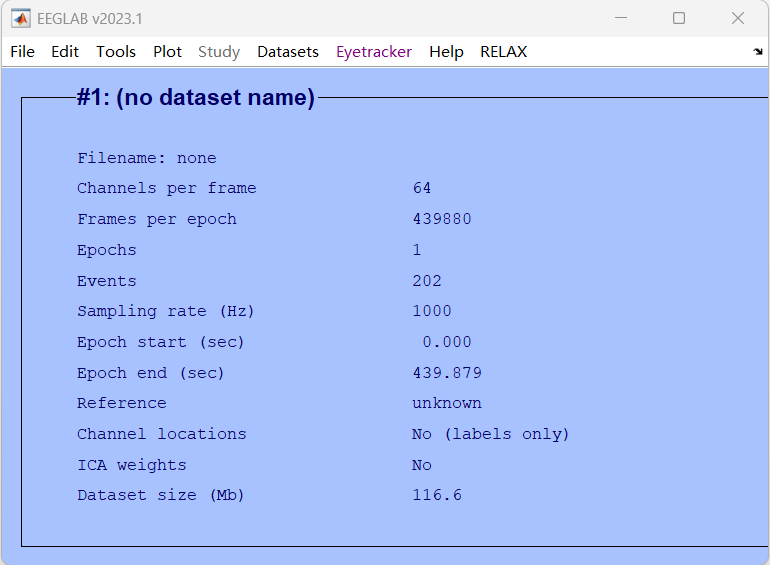 EEGLAB v2023.1
File Edit Tools Plot Study Datasets Eyetracker Help RELAX
#1: (no dataset name)
Filename: none
Channels per frame 64
Frames per epoch 439880
Epochs 1
Events 202
Sampling rate (Hz) 1000
Epoch start (sec) 0.000
Epoch end (sec) 439.879
Reference unknown
Channel locations No (labels only)
ICA weights No
Dataset size (Mb) 116.6